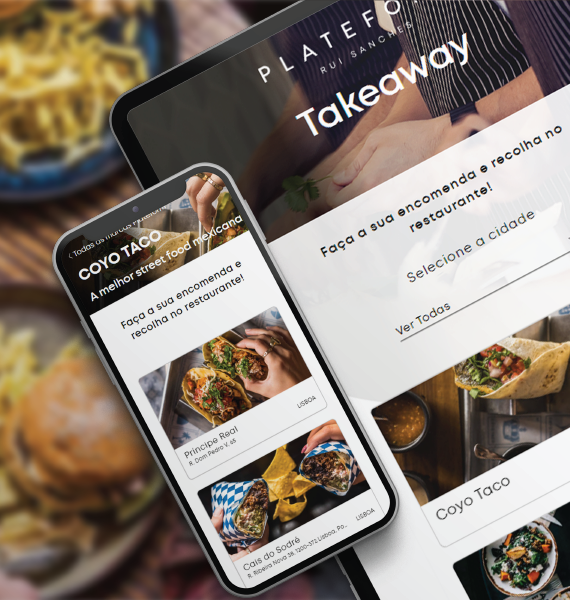 PLATEFO
RUI SANCHES
Takeaway
Faça a sua encomenda e recolha no
restaurante!
Selecione a cidade
Ver Todas
Coyo Taco
‹ Todas as marcas
COYO TACO
A melhor street food mexicana
Faça a sua encomenda e
recolha no restaurante!
Príncipe Real
R. Dom Pedro V, 65
LISBOA
Cais do Sodré
R. Ribeira Nova 38, 1200-372 Lisboa, Po...
LISBOA